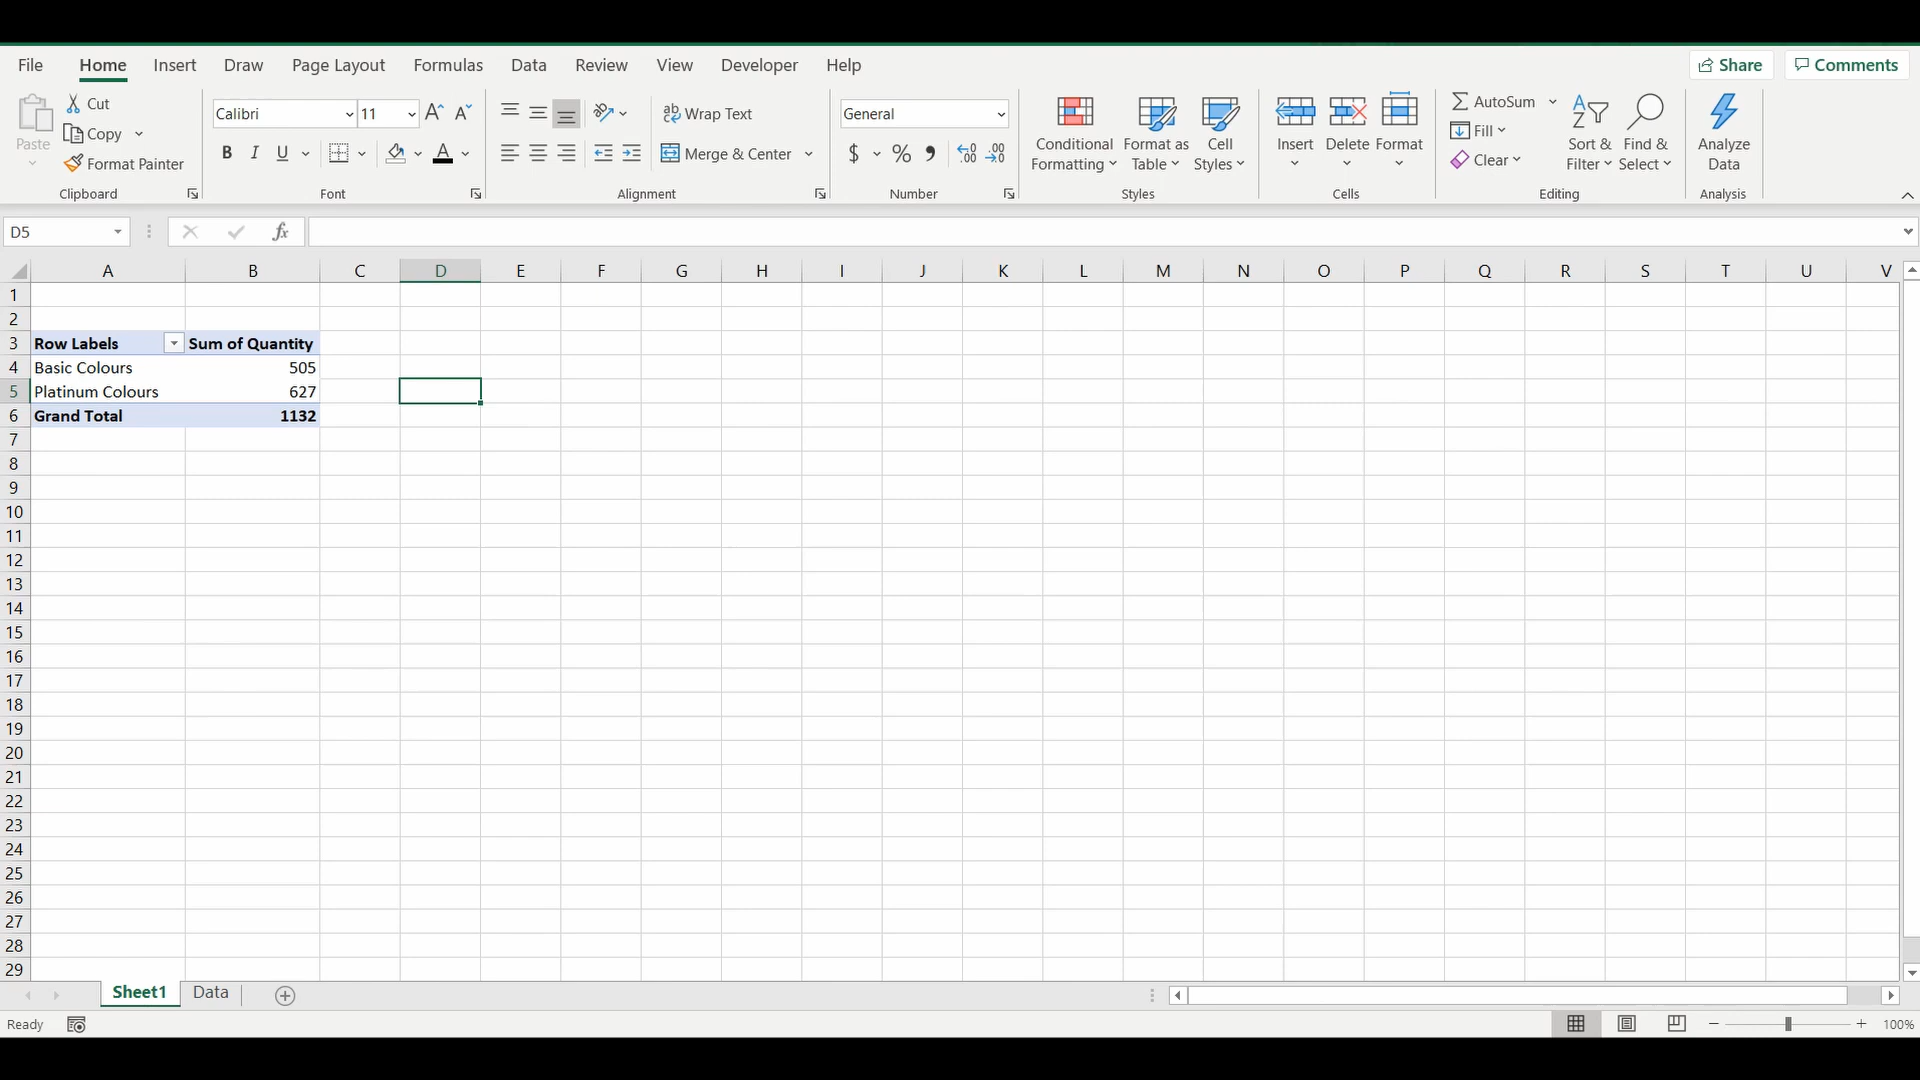 File Home Insert Draw Page Layout Formulas Data Review View Developer Help Share Comments
Paste
Cut
Copy
Format Painter
Clipboard
Calibri 11
B I U A
Font
Wrap Text
Merge & Center
Alignment
General
$ % , .00 .00
Number
Conditional Formatting
Format as Table
Cell Styles
Styles
Insert
Delete
Format
Cells
AutoSum
Fill
Clear
Sort & Filter
Find & Select
Editing
Analyze Data
Analysis
D5 fx
A B C D E F G H I J K L M N O P Q R S T U V
1
2
3 Row Labels Sum of Quantity
4 Basic Colours 505
5 Platinum Colours 627
6 Grand Total 1132
7
8
9
10
11
12
13
14
15
16
17
18
19
20
21
22
23
24
25
26
27
28
29
Sheet1 Data
Ready 100%